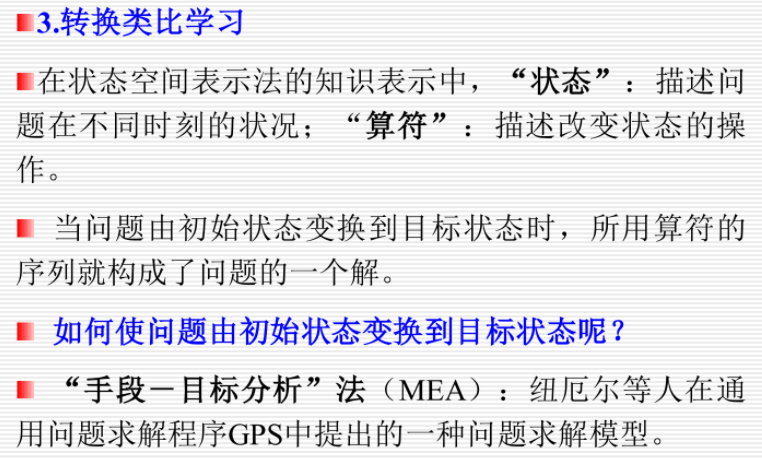 3.转换类比学习
在状态空间表示法的知识表示中，“状态”：描述问
题在不同时刻的状况；“算符”：描述改变状态的操
作。
当问题由初始状态变换到目标状态时，所用算符的
序列就构成了问题的一个解。
如何使问题由初始状态变换到目标状态呢？
“手段－目标分析”法（MEA）：纽厄尔等人在通
用问题求解程序GPS中提出的一种问题求解模型。